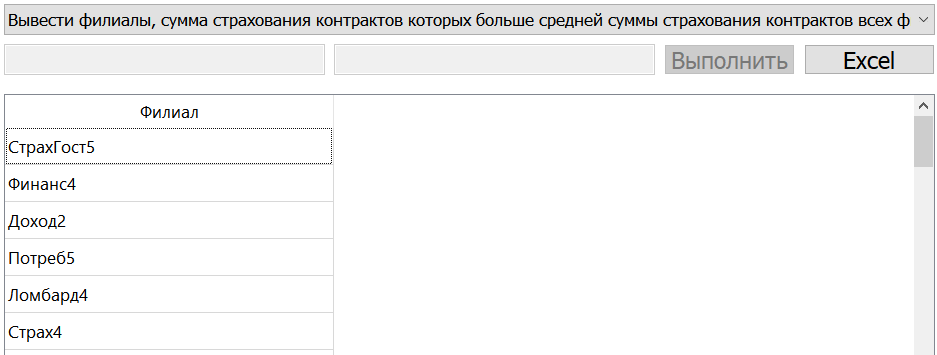 Вывести филиалы, сумма страхования контрактов которых больше средней суммы страхования контрактов всех ф
Выполнить Excel
Филиал
СтрахГост5
Финанс4
Доход2
Потреб5
Ломбард4
Страх4